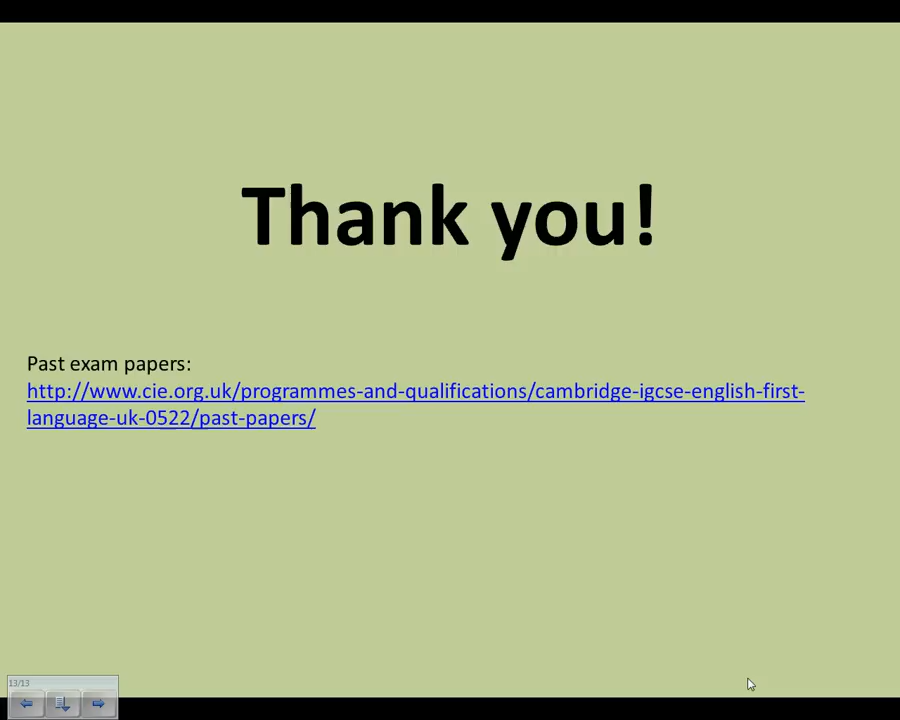 Thank you!
Past exam papers:
http://www.cie.org.uk/programmes-and-qualifications/cambridge-igcse-english-first-
language-uk-0522/past-papers/
13/13